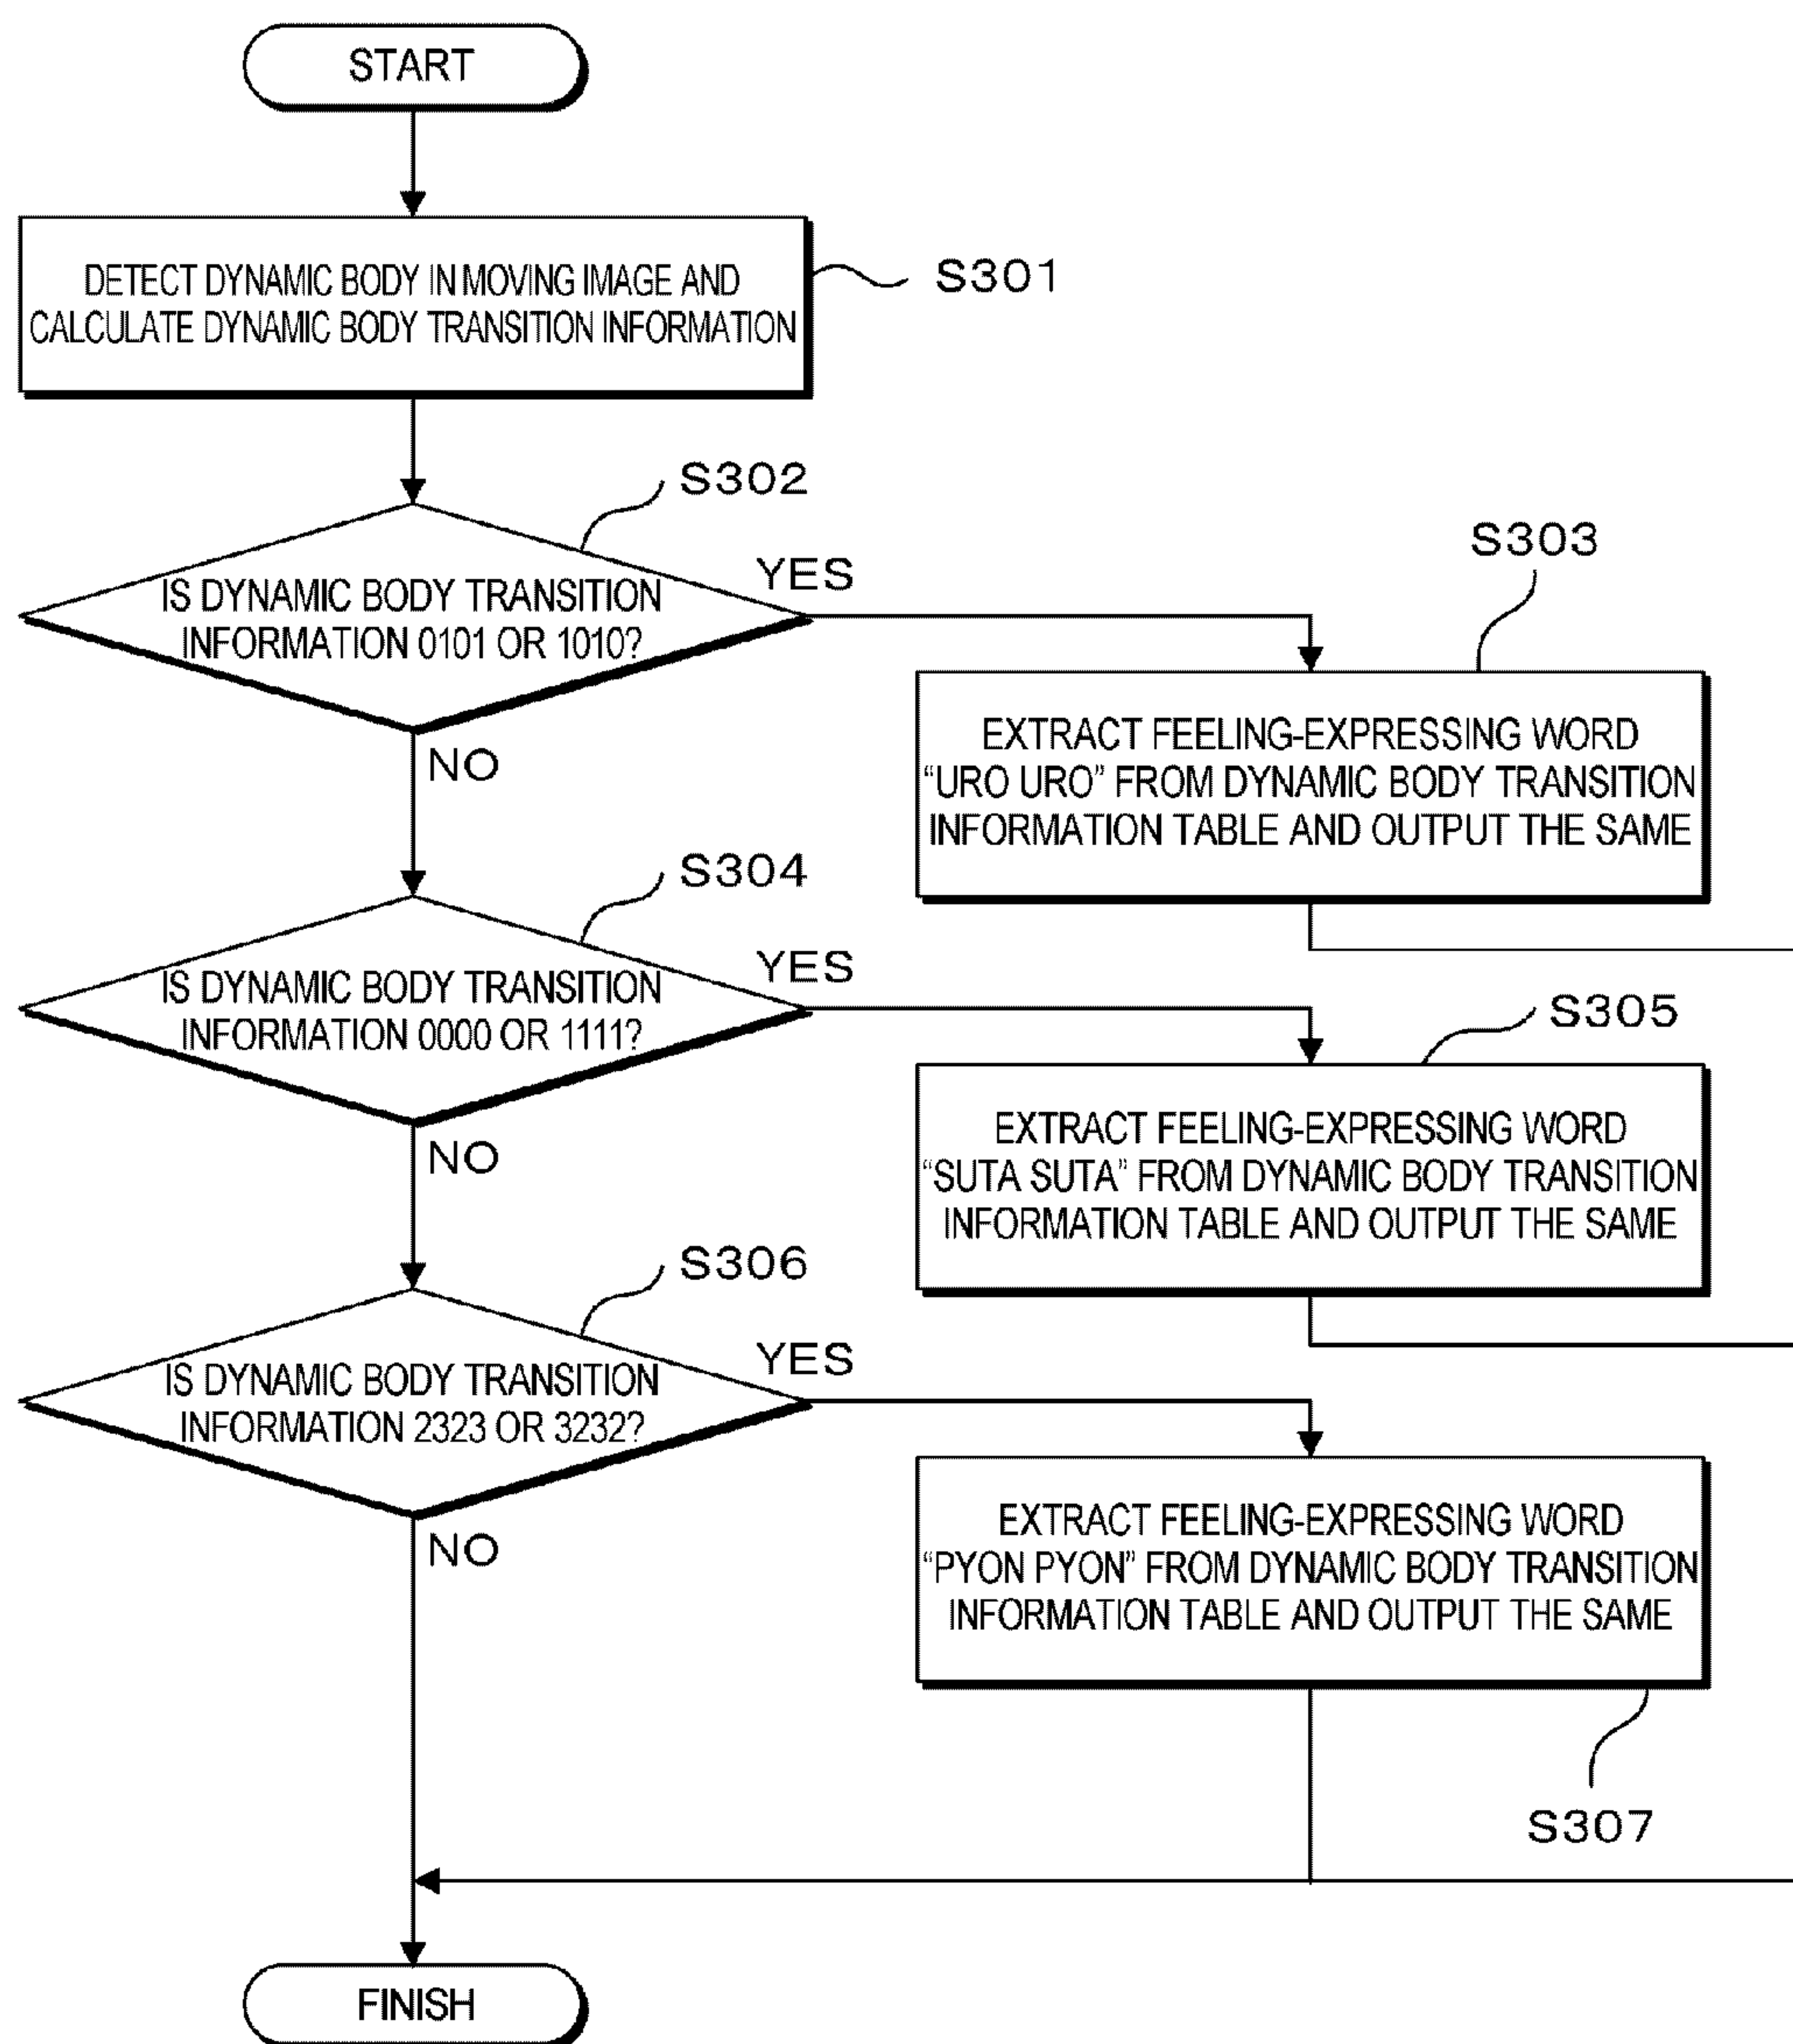 START
DETECT DYNAMIC BODY IN MOVING IMAGE AND
CALCULATE DYNAMIC BODY TRANSITION INFORMATION
S301
S302
IS DYNAMIC BODY TRANSITION
INFORMATION 0101 OR 1010?
YES
NO
S303
EXTRACT FEELING-EXPRESSING WORD
“URO URO” FROM DYNAMIC BODY TRANSITION
INFORMATION TABLE AND OUTPUT THE SAME
S304
IS DYNAMIC BODY TRANSITION
INFORMATION 0000 OR 1111?
YES
NO
S305
EXTRACT FEELING-EXPRESSING WORD
“SUTA SUTA” FROM DYNAMIC BODY TRANSITION
INFORMATION TABLE AND OUTPUT THE SAME
S306
IS DYNAMIC BODY TRANSITION
INFORMATION 2323 OR 3232?
YES
NO
EXTRACT FEELING-EXPRESSING WORD
“PYON PYON” FROM DYNAMIC BODY TRANSITION
INFORMATION TABLE AND OUTPUT THE SAME
S307
FINISH